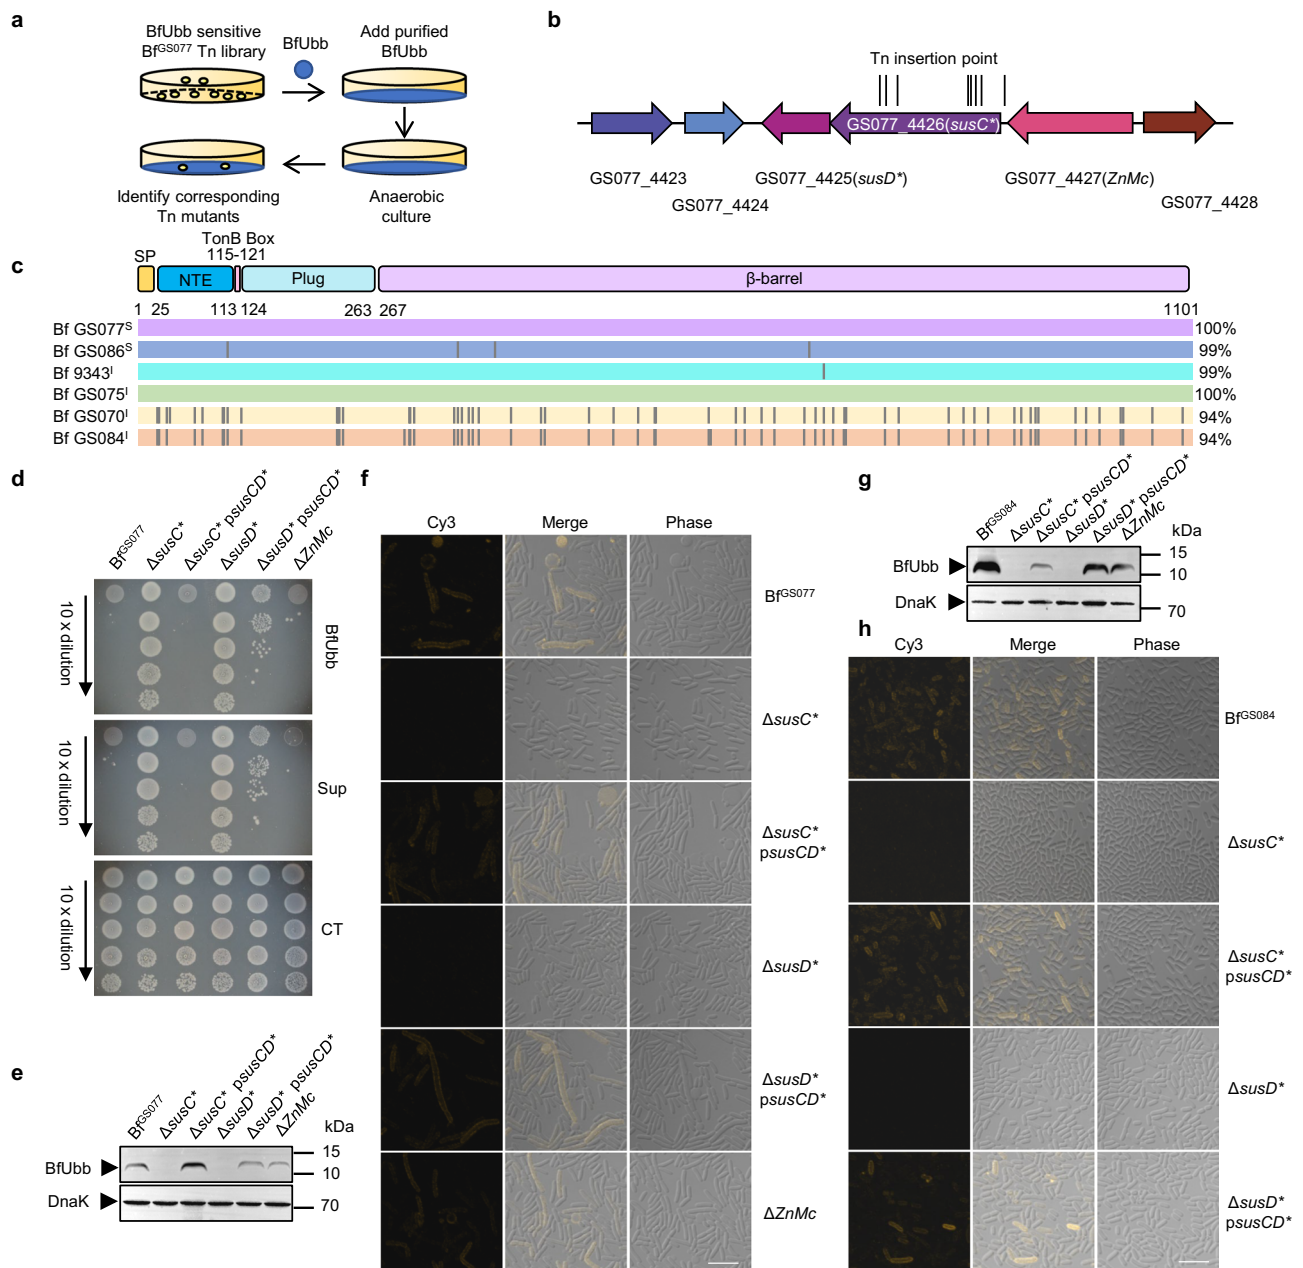 a
BfUbb sensitive
Bf^GS077 Tn library
BfUbb
Add purified
BfUbb
Identify corresponding
Tn mutants
Anaerobic
culture
b
Tn insertion point
GS077_4426(susC*)
GS077_4423
GS077_4425(susD*)
GS077_4427(ZnMc)
GS077_4424
GS077_4428
c
TonB Box
SP 115-121
NTE Plug β-barrel
1 25 113 124 263 267 1101
Bf GS077^S 100%
Bf GS086^S 99%
Bf 9343^I 99%
Bf GS075^I 100%
Bf GS070^I 94%
Bf GS084^I 94%
d
Bf^GS077
ΔsusC*
ΔsusC* psusCD*
ΔsusD*
ΔsusD* psusCD*
ΔZnMc
10 x dilution
BfUbb
10 x dilution
Sup
10 x dilution
CT
e
Bf^GS077
ΔsusC*
ΔsusC* psusCD*
ΔsusD*
ΔsusD* psusCD*
ΔZnMc
kDa
BfUbb
15
10
DnaK
70
f
Cy3 Merge Phase
Bf^GS077
ΔsusC*
ΔsusC*
psusCD*
ΔsusD*
ΔsusD*
psusCD*
ΔZnMc
g
Bf^GS084
ΔsusC*
ΔsusC* psusCD*
ΔsusD*
ΔsusD* psusCD*
ΔZnMc
kDa
BfUbb
15
10
DnaK
70
h
Cy3 Merge Phase
Bf^GS084
ΔsusC*
ΔsusC*
psusCD*
ΔsusD*
ΔsusD*
psusCD*